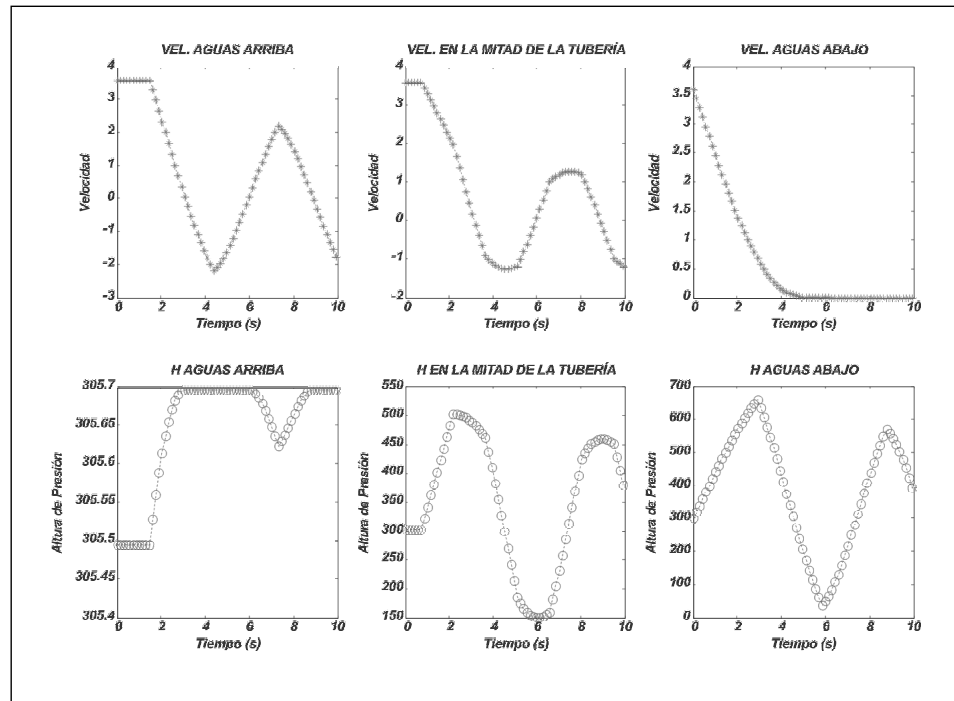 VEL. AGUAS ARRIBA
4
3
2
1
0
-1
-2
-3
0 2 4 6 8 10
Velocidad
Tiempo (s)
VEL. EN LA MITAD DE LA TUBERÍA
4
3
2
1
0
-1
-2
0 2 4 6 8 10
Velocidad
Tiempo (s)
VEL. AGUAS ABAJO
4
3.5
3
2.5
2
1.5
1
0.5
0
0 2 4 6 8 10
Velocidad
Tiempo (s)
H AGUAS ARRIBA
305.7
305.65
305.6
305.55
305.5
305.45
305.4
0 2 4 6 8 10
Altura de Presión
Tiempo (s)
H EN LA MITAD DE LA TUBERÍA
550
500
450
400
350
300
250
200
150
0 2 4 6 8 10
Altura de Presión
Tiempo (s)
H AGUAS ABAJO
700
600
500
400
300
200
100
0
0 2 4 6 8 10
Altura de Presión
Tiempo (s)